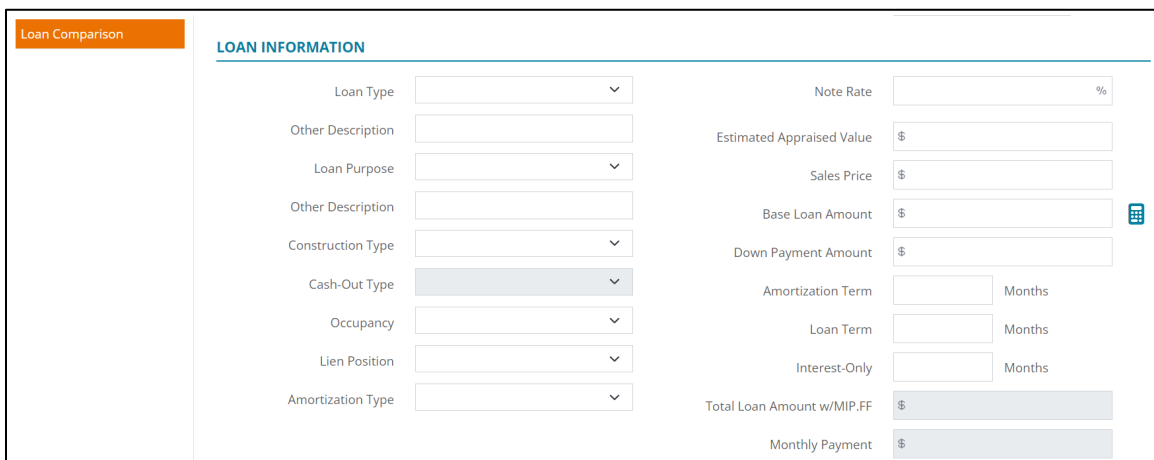 Loan Comparison
LOAN INFORMATION
Loan Type
Other Description
Loan Purpose
Other Description
Construction Type
Cash-Out Type
Occupancy
Lien Position
Amortization Type
Note Rate %
Estimated Appraised Value $
Sales Price $
Base Loan Amount $
Down Payment Amount $
Amortization Term Months
Loan Term Months
Interest-Only Months
Total Loan Amount w/MIP.FF $
Monthly Payment $